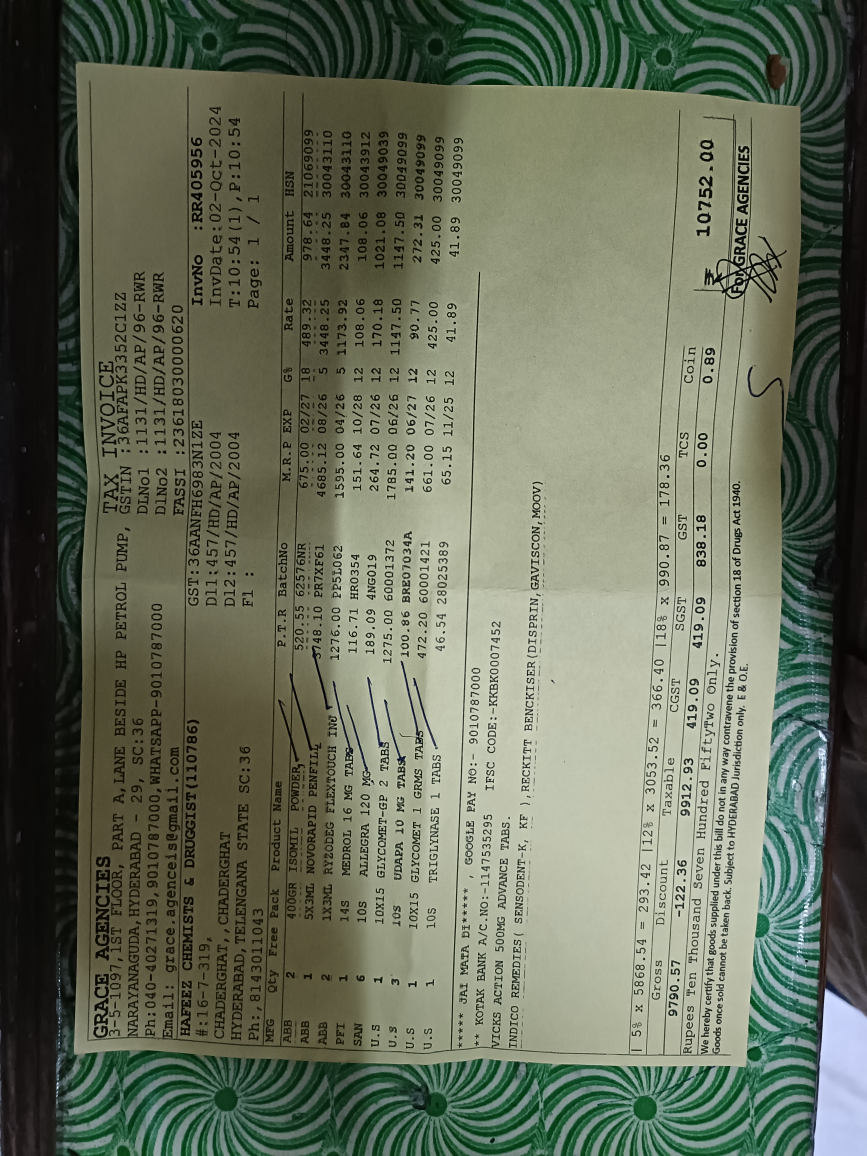 GRACE AGENCIES
3-5-1097,1ST FLOOR, PART A,LANE BESIDE HP PETROL PUMP,
NARAYANAGUDA,HYDERABAD - 29, SC:36
Ph:040-40271319,9010787000,WHATSAPP-9010787000
Email: grace.agenceis@gmail.com
TAX INVOICE
GSTIN :36AFAPK3352C1ZZ
DLNo1 :1131/HD/AP/96-RWR
DlNo2 :1131/HD/AP/96-RWR
FASSI :23618030000620
HAFEEZ CHEMISTS & DRUGGIST(110786)
#:16-7-319,
CHADERGHAT,,CHADERGHAT
HYDERABAD,TELENGANA STATE SC:36
Ph:,8143011043
GST:36AANFH6983N1ZE
Dl1:457/HD/AP/2004
Dl2:457/HD/AP/2004
Fl :
InvNo :RR405956
InvDate:02-Oct-2024
T:10:54(1),P:10:54
Page: 1 / 1
MFG Qty Free Pack Product Name P.T.R BatchNo M.R.P EXP G% Rate Amount HSN
ABB 2 400GR ISOMIL POWDER 520.55 62576NR 675.00 02/27 18 489.32 978.64 21069099
ABB 1 5X3ML NOVORAPID PENFILL 3748.10 PR7XF61 4685.12 08/26 5 3448.25 3448.25 30043110
ABB 2 1X3ML RYZODEG FLEXTOUCH INJ 1276.00 PP5L062 1595.00 04/26 5 1173.92 2347.84 30043110
PFI 1 14S MEDROL 16 MG TABS 116.71 HR0354 151.64 10/28 12 108.06 108.06 30043912
SAN 6 10S ALLEGRA 120 MG 189.09 4NG019 264.72 07/26 12 170.18 1021.08 30049039
U.S 1 10X15 GLYCOMET-GP 2 TABS 1275.00 60001372 1785.00 06/26 12 1147.50 1147.50 30049099
U.S 3 10S UDAPA 10 MG TABS 100.86 BRE07034A 141.20 06/27 12 90.77 272.31 30049099
U.S 1 10X15 GLYCOMET 1 GRMS TABS 472.20 60001421 661.00 07/26 12 425.00 425.00 30049099
U.S 1 10S TRIGLYNASE 1 TABS 46.54 28025389 65.15 11/25 12 41.89 41.89 30049099
***** JAI MATA DI***** , GOOGLE PAY NO:- 9010787000
** KOTAK BANK A/C.NO:-1147535295 IFSC CODE:-KKBK0007452
VICKS ACTION 500MG ADVANCE TABS.
INDICO REMEDIES( SENSODENT-K, KF ),RECKITT BENCKISER(DISPRIN,GAVISCON,MOOV)
| 5% x 5868.54 = 293.42 |12% x 3053.52 = 366.40 |18% x 990.87 = 178.36
Gross Discount Taxable CGST SGST GST TCS Coin
9790.57 -122.36 9912.93 419.09 419.09 838.18 0.00 0.89
₹ 10752.00
Rupees Ten Thousand Seven Hundred FiftyTwo Only.
We hereby certify that goods supplied under this bill do not in any way contravene the provision of section 18 of Drugs Act 1940.
Goods once sold cannot be taken back. Subject to HYDERABAD Jurisdiction only. E & O.E.
For GRACE AGENCIES